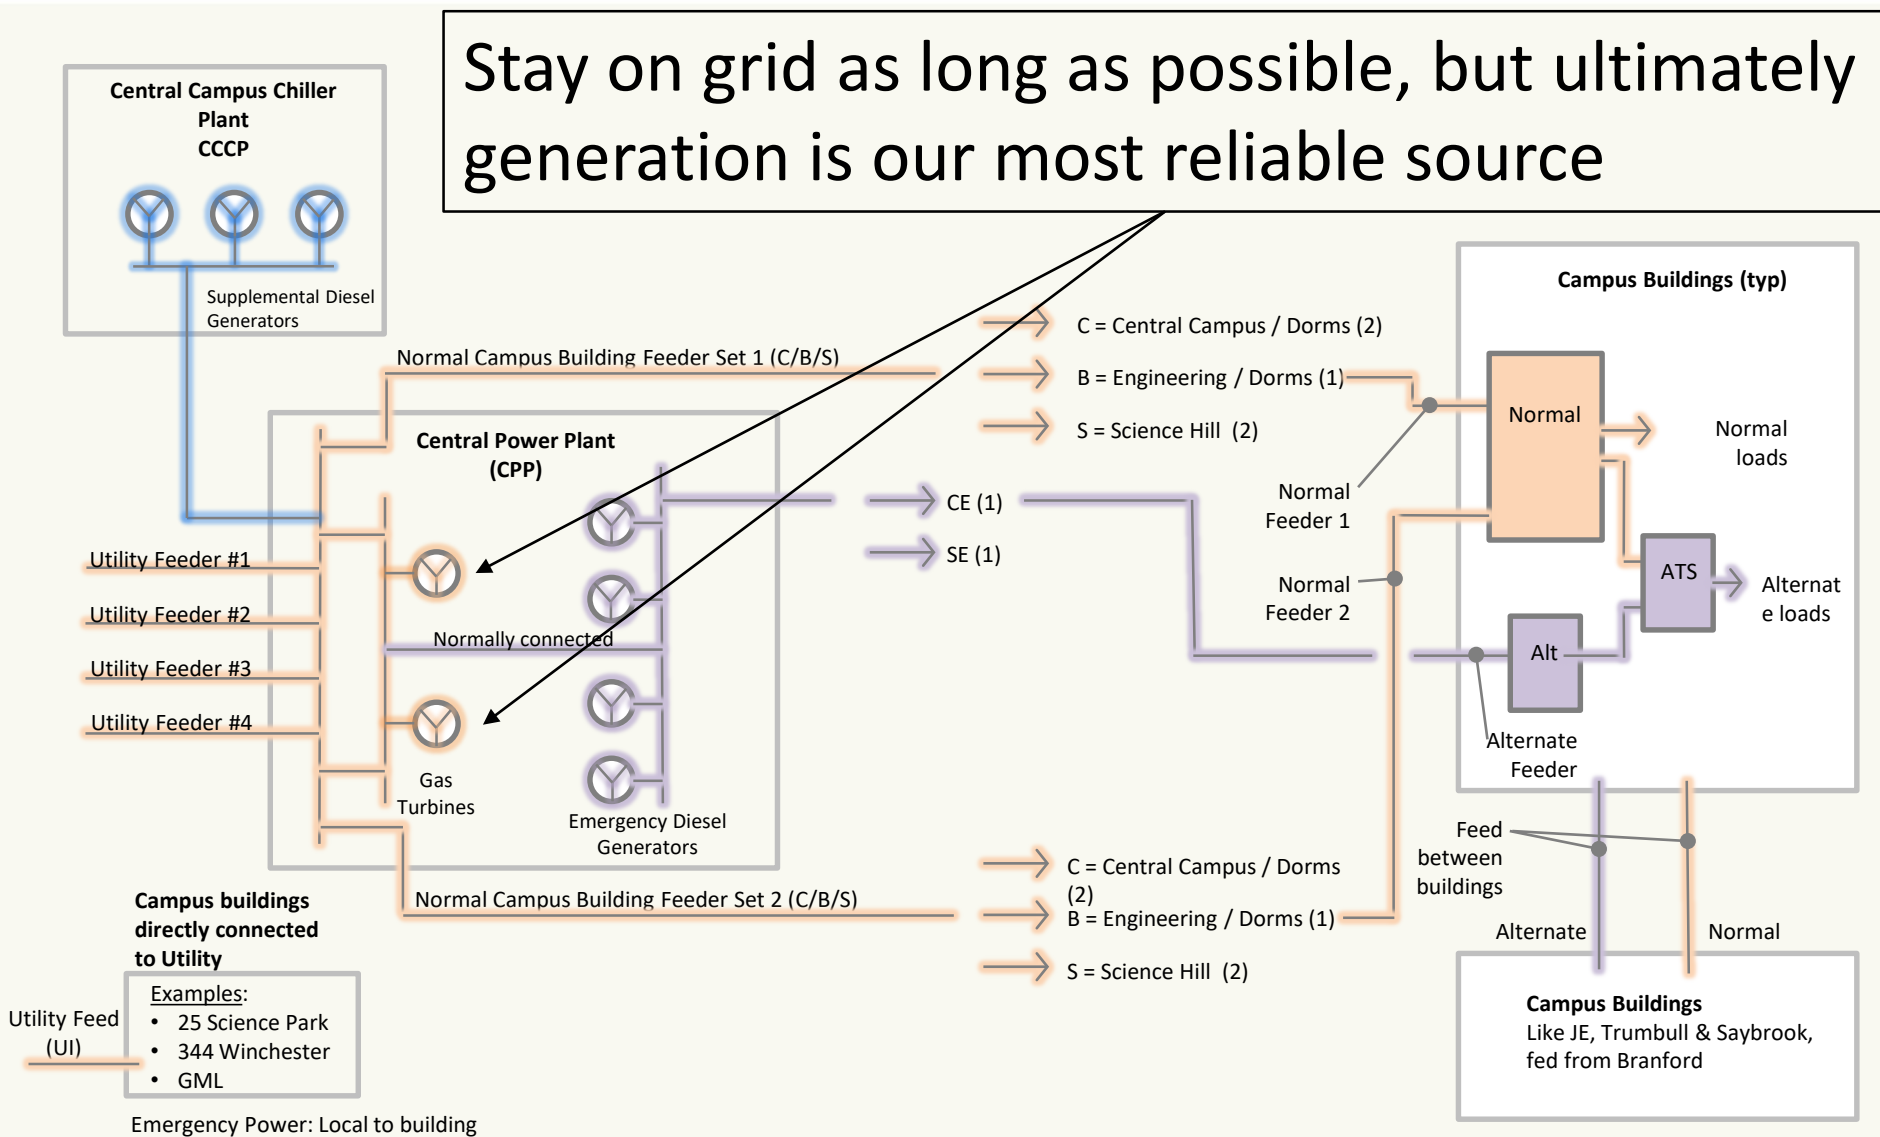 Stay on grid as long as possible, but ultimately
generation is our most reliable source
Central Campus Chiller
Plant
CCCP
Supplemental Diesel
Generators
Campus Buildings (typ)
C = Central Campus / Dorms (2)
Normal Campus Building Feeder Set 1 (C/B/S)
B = Engineering / Dorms (1)
S = Science Hill  (2)
Normal
Normal
loads
Central Power Plant
(CPP)
Normal
Feeder 1
CE (1)
SE (1)
Utility Feeder #1
Utility Feeder #2
Utility Feeder #3
Utility Feeder #4
Normally connected
Normal
Feeder 2
ATS
Alternat
e loads
Alt
Alternate
Feeder
Gas
Turbines
Emergency Diesel
Generators
Feed
between
buildings
C = Central Campus / Dorms
(2)
Normal Campus Building Feeder Set 2 (C/B/S)
B = Engineering / Dorms (1)
S = Science Hill  (2)
Alternate
Normal
Campus buildings
directly connected
to Utility
Utility Feed
(UI)
Examples:
• 25 Science Park
• 344 Winchester
• GML
Emergency Power: Local to building
Campus Buildings
Like JE, Trumbull & Saybrook,
fed from Branford